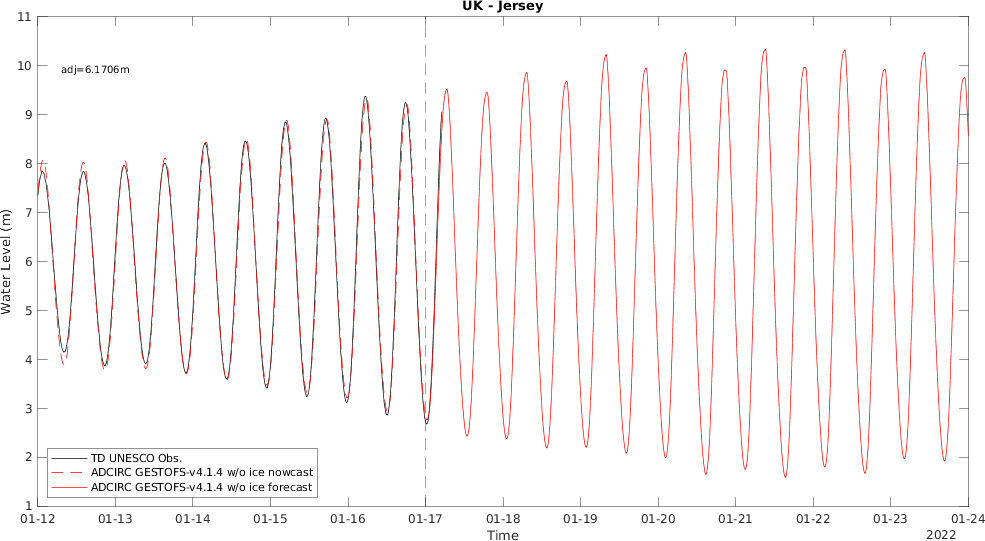 UK - Jersey
adj=6.1706m
Water Level (m)
11
10
9
8
7
6
5
4
3
2
1
TD UNESCO Obs.
ADCIRC GESTOFS-v4.1.4 w/o ice nowcast
ADCIRC GESTOFS-v4.1.4 w/o ice forecast
01-12 01-13 01-14 01-15 01-16 01-17 01-18 01-19 01-20 01-21 01-22 01-23 01-24
Time
2022